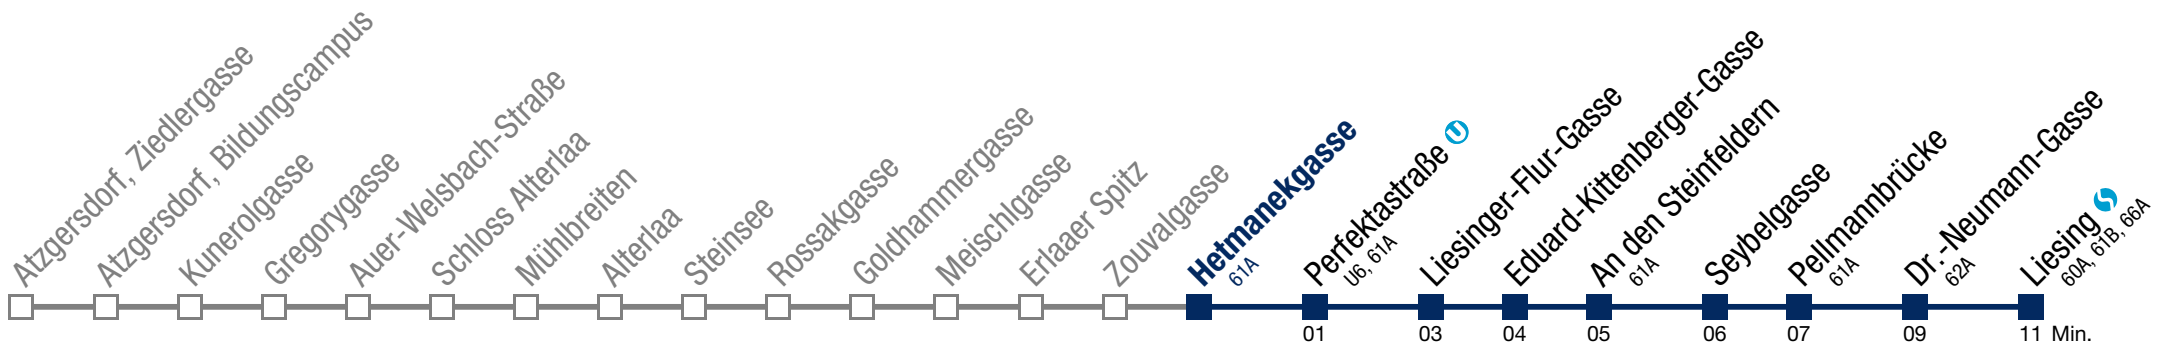 Atzgersdorf, Ziedlergasse
Atzgersdorf, Bildungscampus
Kunerolgasse
Gregorygasse
Auer-Welsbach-Straße
Schloss Alterlaa
Mühlbreiten
Alterlaa
Steinsee
Rossakgasse
Goldhammergasse
Meischlgasse
Erlaaer Spitz
Zouvalgasse
Hetmanekgasse
61A
Perfektastraße U
U6, 61A
Liesinger-Flur-Gasse
Eduard-Kittenberger-Gasse
An den Steinfeldern
61A
Seybelgasse
Pellmannbrücke
61A
Dr.-Neumann-Gasse
62A
Liesing S
60A, 61B, 66A
01 03 04 05 06 07 09 11 Min.